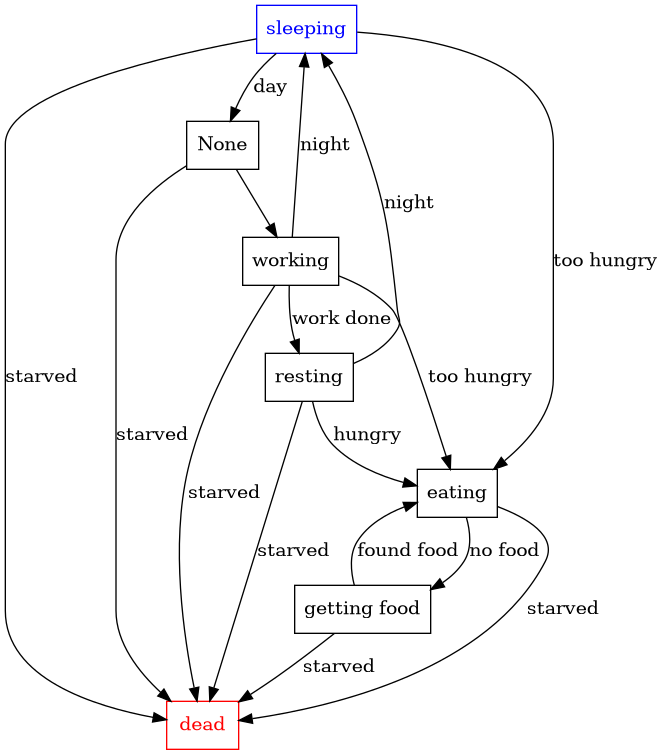 sleeping
day
None
night
night
working
too hungry
work done
resting
starved
too hungry
starved
hungry
starved
eating
starved
found food
no food
getting food
starved
starved
dead